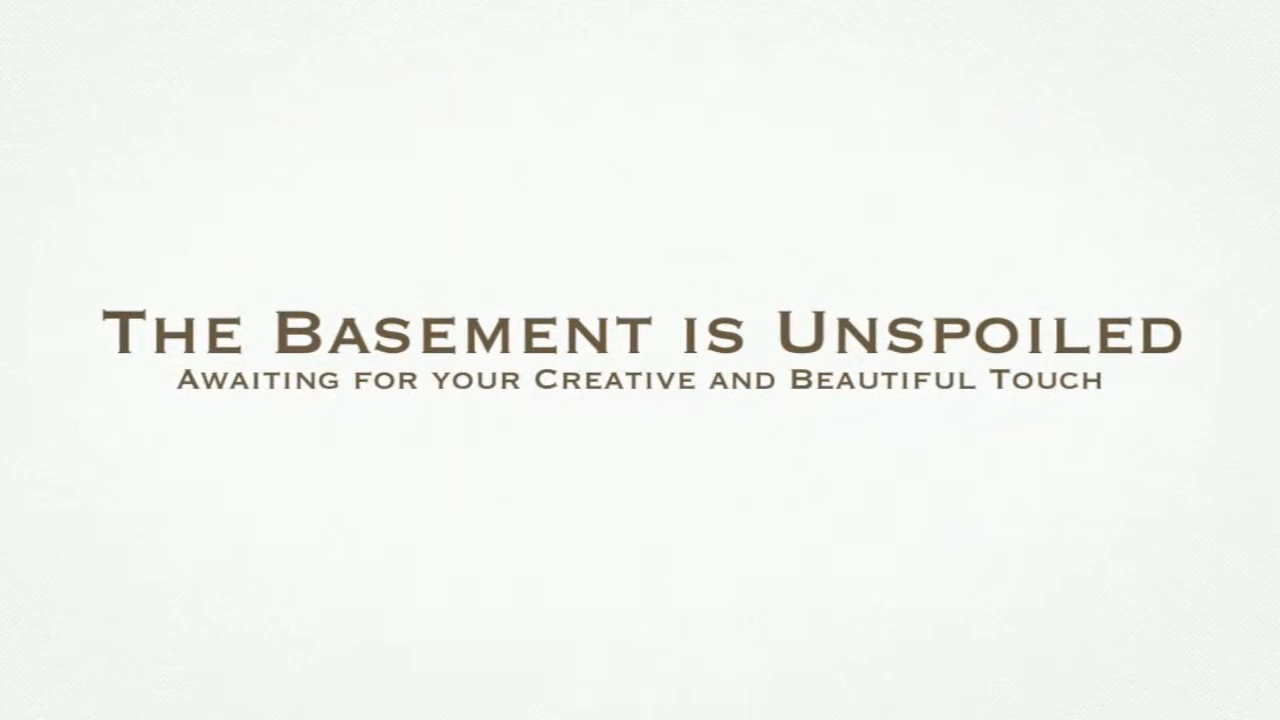 The Basement is Unspoiled
Awaiting for your Creative and Beautiful Touch